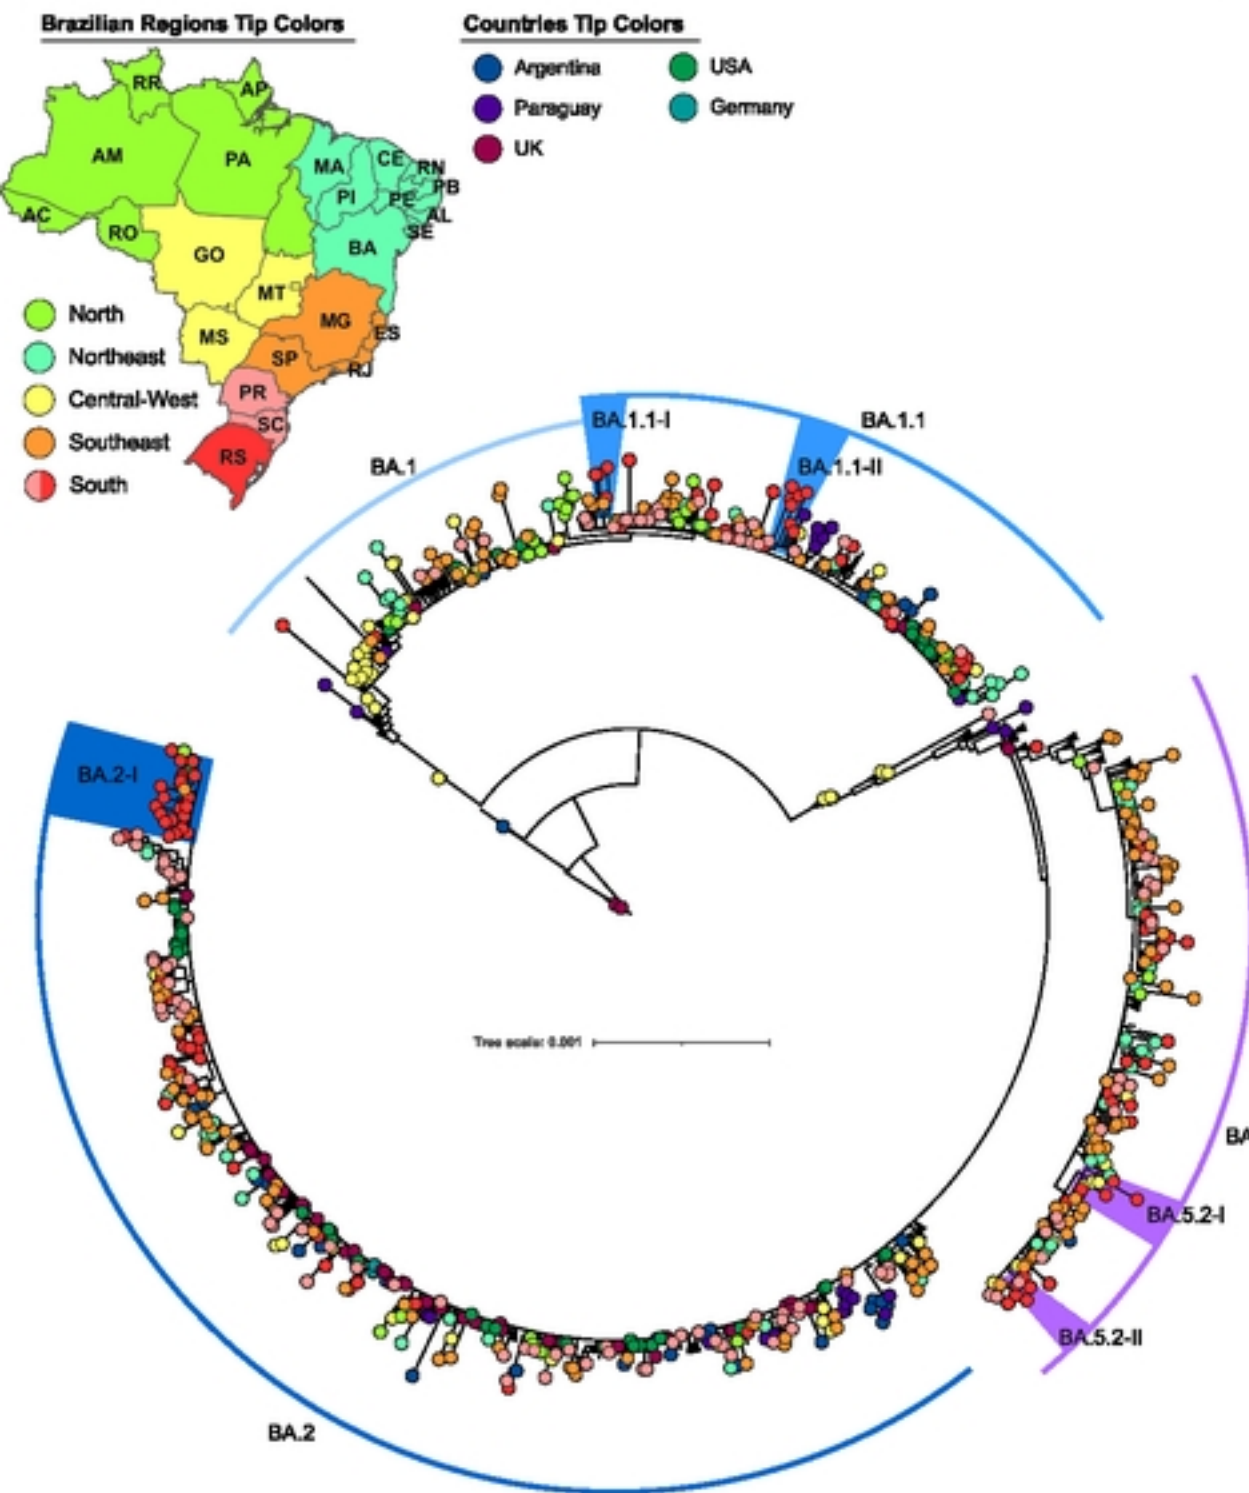 Brazilian Regions Tip Colors
Countries Tip Colors
Argentina
USA
Paraguay
Germany
UK
RR
AP
AM
PA
MA
CE
RN
PB
PI
PE
AL
AC
SE
RO
GO
BA
MT
MS
MG
ES
SP
RJ
PR
SC
RS
North
Northeast
Central-West
Southeast
South
BA.1
BA.1.1-I
BA.1.1
BA.1.1-II
BA.2-I
Tree scale: 0.001
BA
BA.5.2-I
BA.5.2-II
BA.2